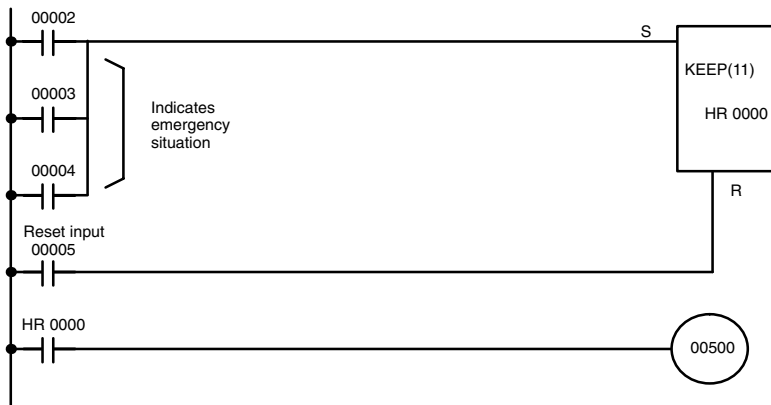 00002
S
KEEP(11)
00003
HR 0000
Indicates
emergency
situation
00004
R
Reset input
00005
HR 0000
00500